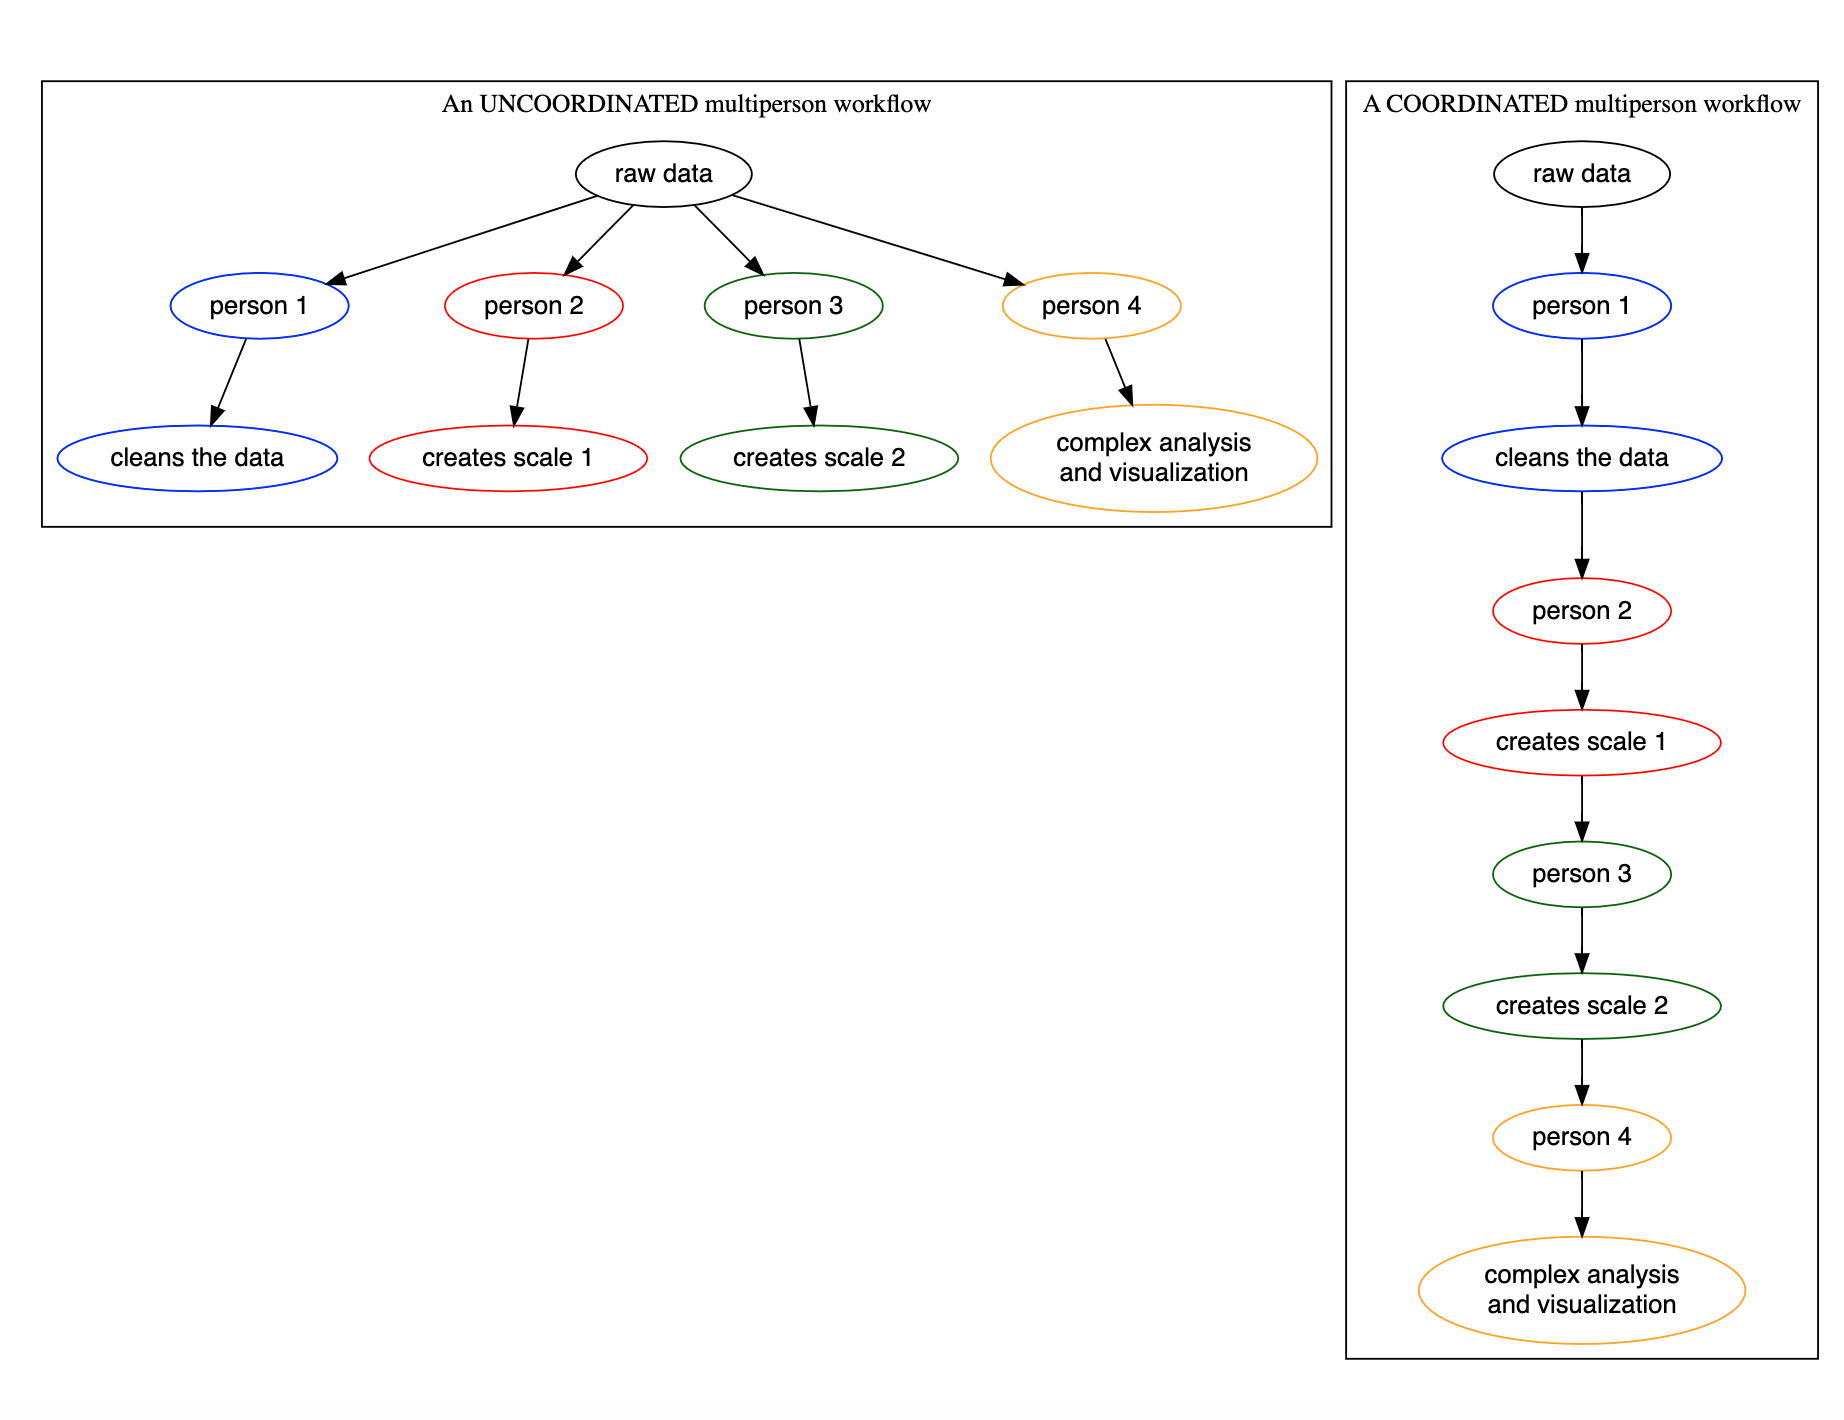 An UNCOORDINATED multiperson workflow
raw data
person 1
person 2
person 3
person 4
cleans the data
creates scale 1
creates scale 2
complex analysis
and visualization
A COORDINATED multiperson workflow
raw data
person 1
cleans the data
person 2
creates scale 1
person 3
creates scale 2
person 4
complex analysis
and visualization